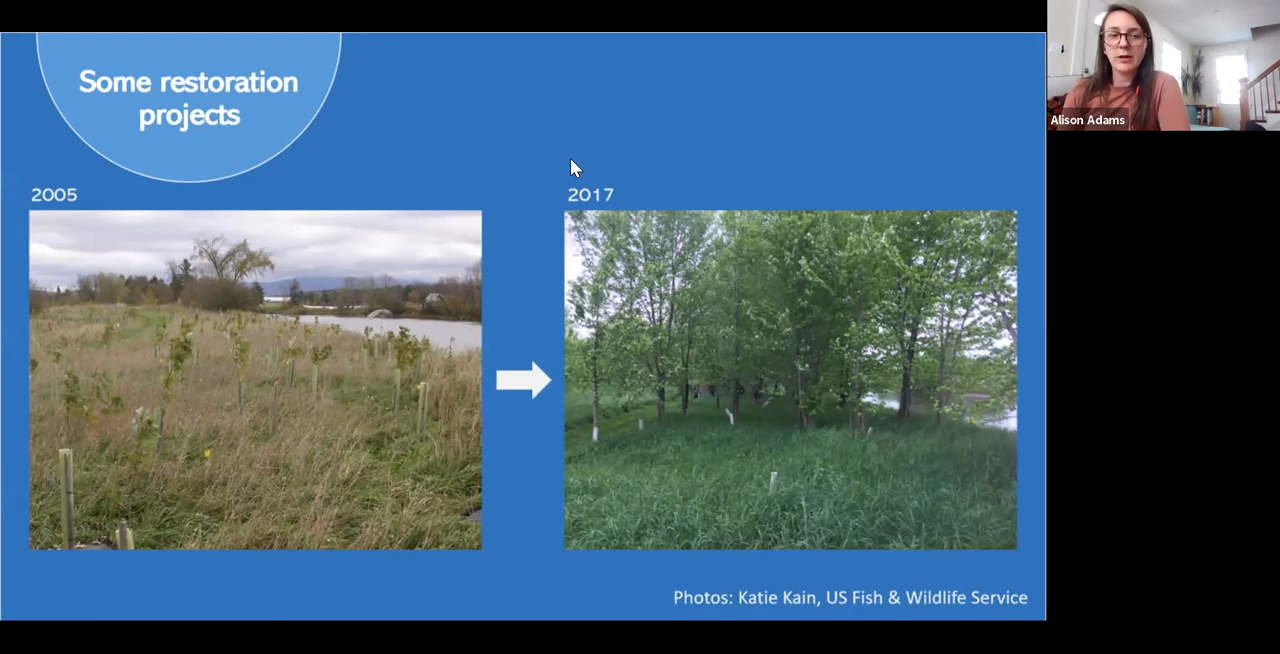 Some restoration
projects
2005
2017
Photos: Katie Kain, US Fish & Wildlife Service
Alison Adams